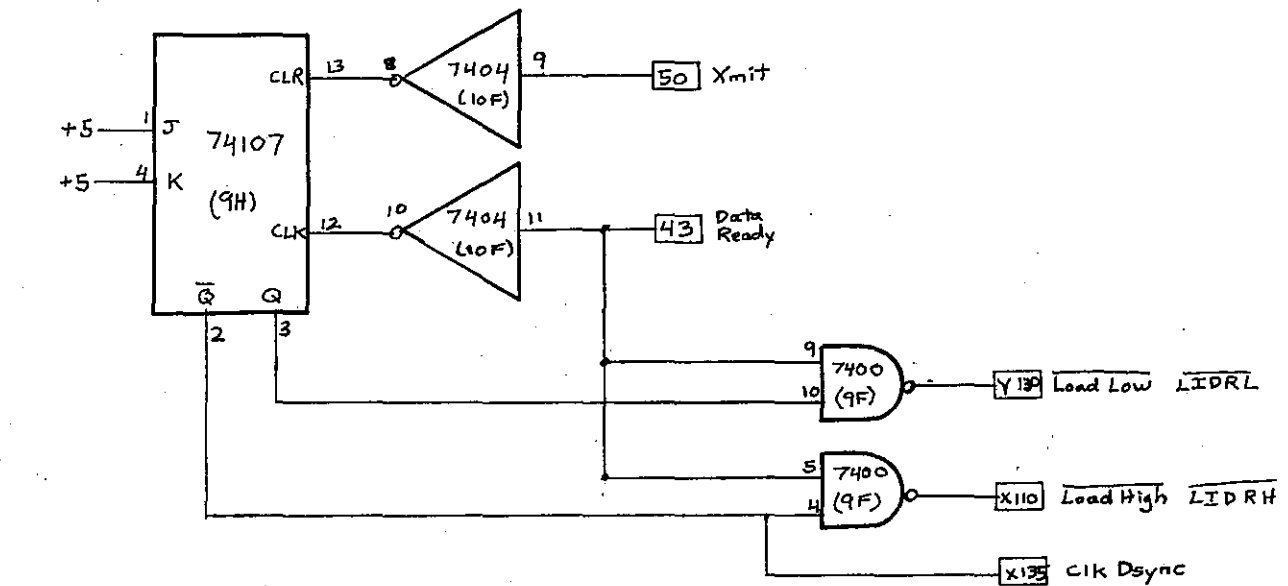 CLR 13 8 7404 9 50 Xmit
(10F)
+5 1 J 74107
+5 4 K
(9H)
CLK 12 10 7404 11 43 Data
Ready
(10F)
Q Q
2 3
9 7400
10 (9F) Y130 Load Low LIDRL
5 7400
4 (9F) X110 Load High LIDRH
X135 Clk Dsync